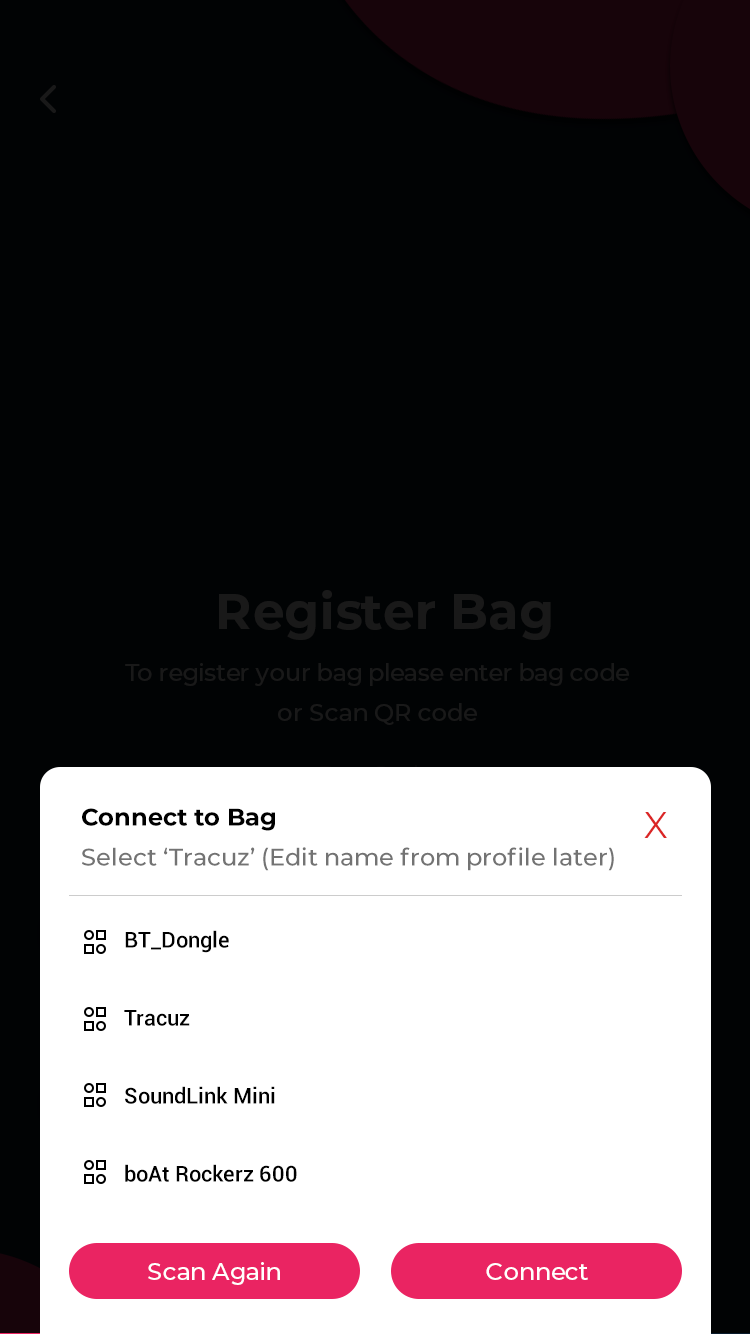 Register Bag
To register your bag please enter bag code
or Scan QR code
Connect to Bag
X
Select ‘Tracuz’ (Edit name from profile later)
BT_Dongle
Tracuz
SoundLink Mini
boAt Rockerz 600
Scan Again
Connect